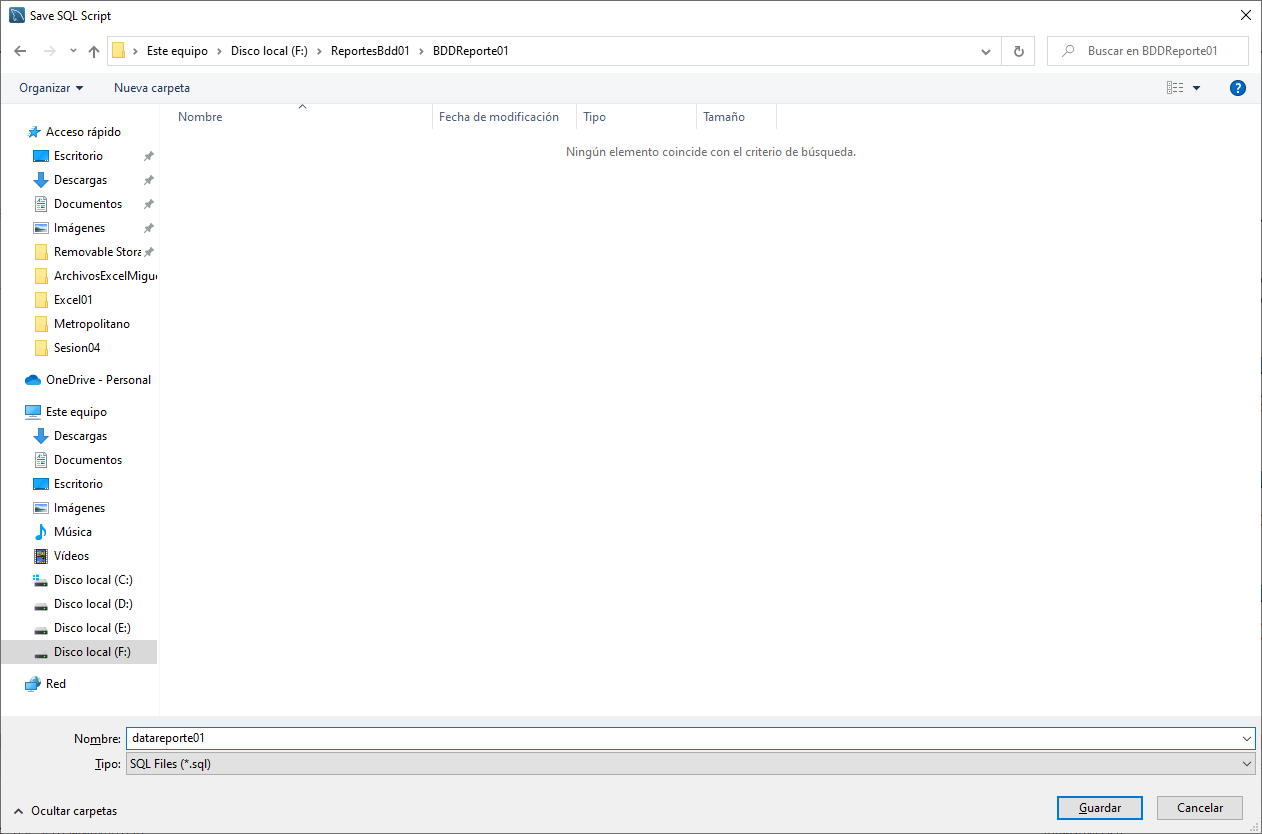 Save SQL Script
Este equipo › Disco local (F:) › ReportesBdd01 › BDDReporte01
Buscar en BDDReporte01
Organizar
Nueva carpeta
Nombre
Fecha de modificación
Tipo
Tamaño
Ningún elemento coincide con el criterio de búsqueda.
Acceso rápido
Escritorio
Descargas
Documentos
Imágenes
Removable Stora
ArchivosExcelMigue
Excel01
Metropolitano
Sesion04
OneDrive - Personal
Este equipo
Descargas
Documentos
Escritorio
Imágenes
Música
Vídeos
Disco local (C:)
Disco local (D:)
Disco local (E:)
Disco local (F:)
Red
Nombre: datareporte01
Tipo: SQL Files (*.sql)
Ocultar carpetas
Guardar
Cancelar